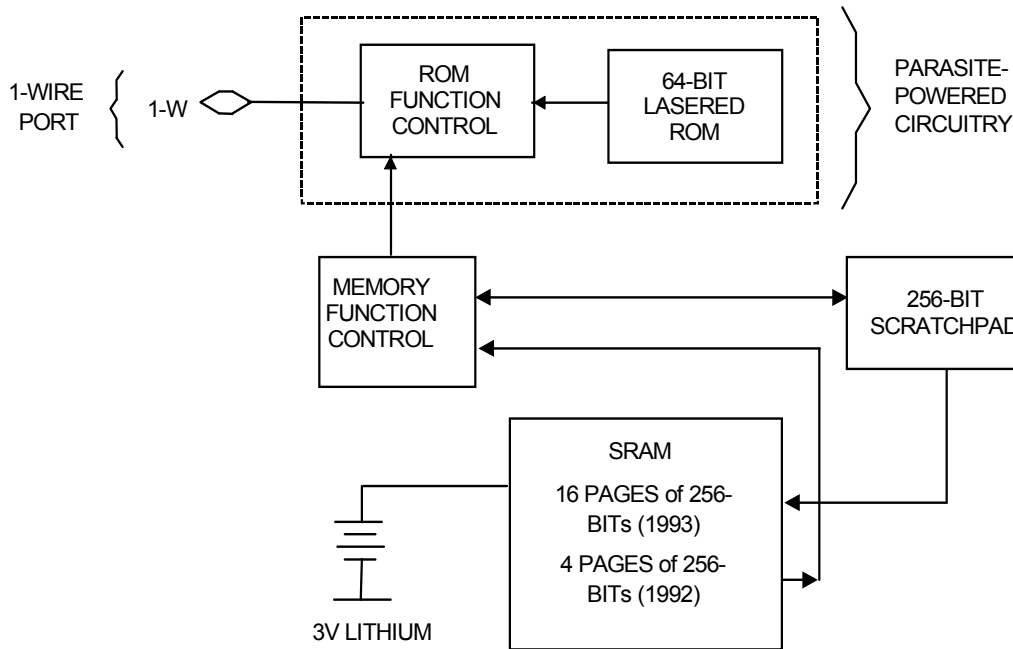 1-WIRE
PORT
1-W
ROM
FUNCTION
CONTROL
64-BIT
LASERED
ROM
PARASITE-
POWERED
CIRCUITRY
MEMORY
FUNCTION
CONTROL
256-BIT
SCRATCHPAD
SRAM
16 PAGES of 256-
BITs (1993)
4 PAGES of 256-
BITs (1992)
3V LITHIUM